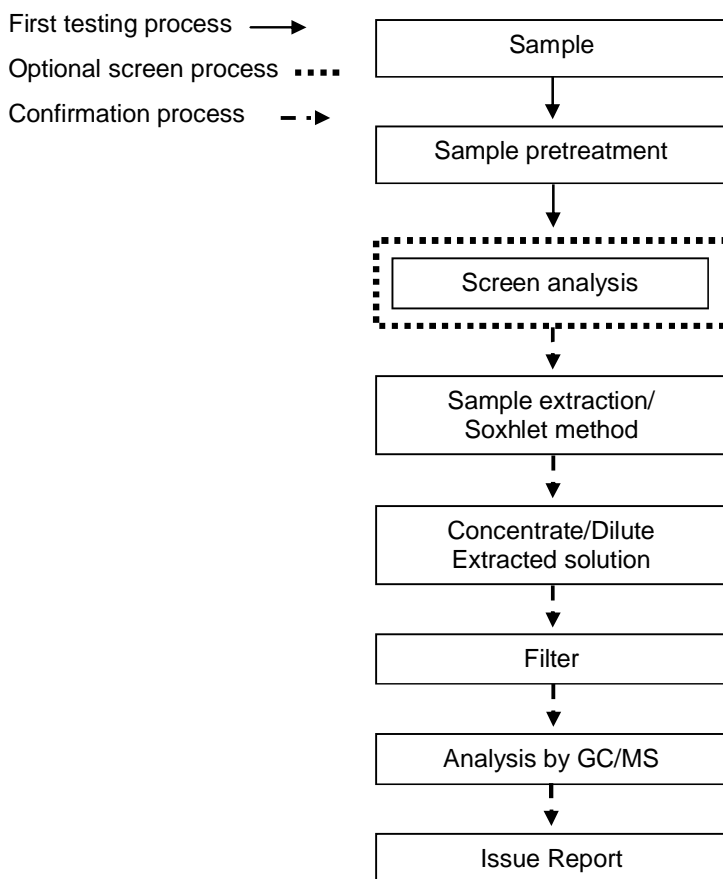 First testing process
Optional screen process
Confirmation process
Sample
Sample pretreatment
Screen analysis
Sample extraction/
Soxhlet method
Concentrate/Dilute
Extracted solution
Filter
Analysis by GC/MS
Issue Report